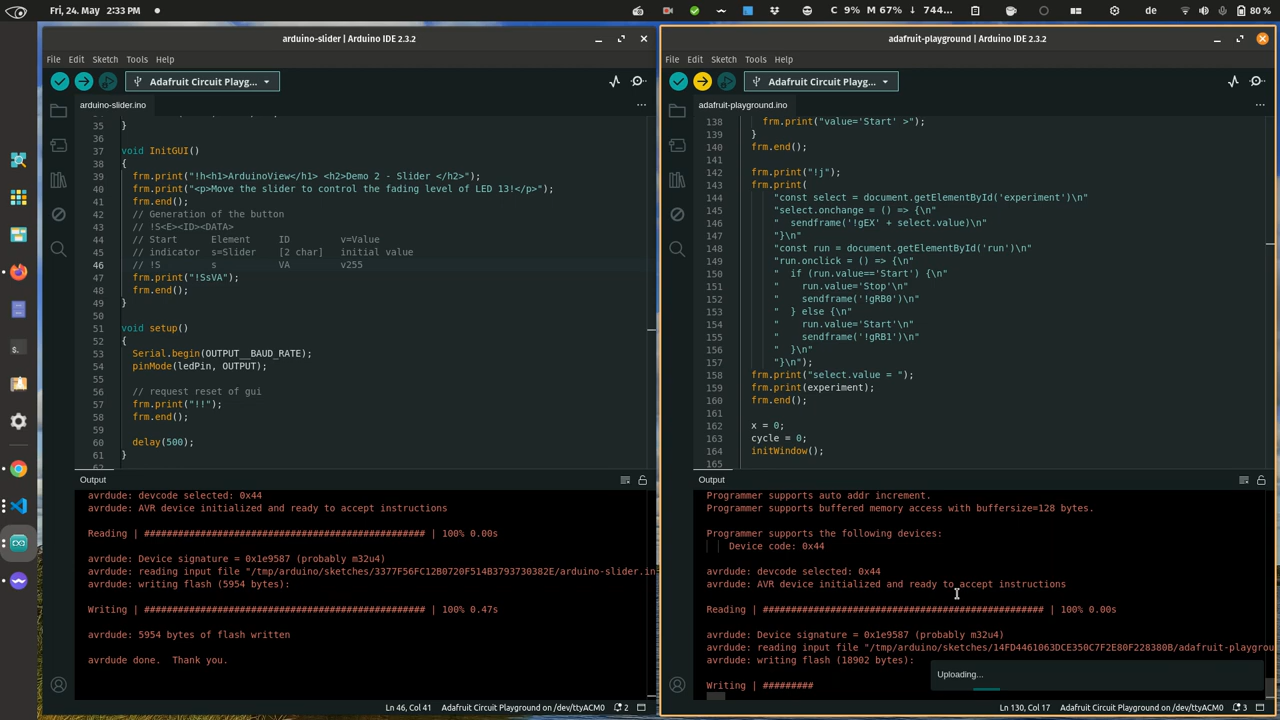 Fri, 24. May 2:33 PM
C 9% M 67% ↓ 744...
de
80 %
arduino-slider | Arduino IDE 2.3.2
File Edit Sketch Tools Help
Adafruit Circuit Playg...
arduino-slider.ino
35 }
36
37 void InitGUI()
38 {
39 frm.print("!h<h1>ArduinoView</h1> <h2>Demo 2 - Slider </h2>");
40 frm.print("<p>Move the slider to control the fading level of LED 13!</p>");
41 frm.end();
42 // Generation of the button
43 // !S<E><ID><DATA>
44 // Start Element ID v=Value
45 // indicator s=Slider [2 char] initial value
46 // !S s VA v255
47 frm.print("!SsVA");
48 frm.end();
49 }
50
51 void setup()
52 {
53 Serial.begin(OUTPUT__BAUD_RATE);
54 pinMode(ledPin, OUTPUT);
55
56 // request reset of gui
57 frm.print("!!");
58 frm.end();
59
60 delay(500);
61 }
62
Output
avrdude: devcode selected: 0x44
avrdude: AVR device initialized and ready to accept instructions
Reading | ################################################## | 100% 0.00s
avrdude: Device signature = 0x1e9587 (probably m32u4)
avrdude: reading input file "/tmp/arduino/sketches/3377F56FC12B0720F514B3793730382E/arduino-slider.in
avrdude: writing flash (5954 bytes):
Writing | ################################################## | 100% 0.47s
avrdude: 5954 bytes of flash written
avrdude done. Thank you.
Ln 46, Col 41 Adafruit Circuit Playground on /dev/ttyACM0 2
adafruit-playground | Arduino IDE 2.3.2
File Edit Sketch Tools Help
Adafruit Circuit Playg...
adafruit-playground.ino
138 frm.print("value='Start' >");
139 }
140 frm.end();
141
142 frm.print("!j");
143 frm.print(
144 "const select = document.getElementById('experiment')\n"
145 "select.onchange = () => {\n"
146 " sendframe('!gEX' + select.value)\n"
147 "}\n"
148 "const run = document.getElementById('run')\n"
149 "run.onclick = () => {\n"
150 " if (run.value=='Start') {\n"
151 " run.value='Stop'\n"
152 " sendframe('!gRB0')\n"
153 " } else {\n"
154 " run.value='Start'\n"
155 " sendframe('!gRB1')\n"
156 " }\n"
157 "}\n");
158 frm.print("select.value = ");
159 frm.print(experiment);
160 frm.end();
161
162 x = 0;
163 cycle = 0;
164 initWindow();
165
Output
Programmer supports auto addr increment.
Programmer supports buffered memory access with buffersize=128 bytes.
Programmer supports the following devices:
Device code: 0x44
avrdude: devcode selected: 0x44
avrdude: AVR device initialized and ready to accept instructions
Reading | ################################################## | 100% 0.00s
avrdude: Device signature = 0x1e9587 (probably m32u4)
avrdude: reading input file "/tmp/arduino/sketches/14FD4461063DCE350C7F2E80F228380B/adafruit-playgrou
avrdude: writing flash (18902 bytes):
Writing | #########
Uploading...
Ln 130, Col 17 Adafruit Circuit Playground on /dev/ttyACM0 3